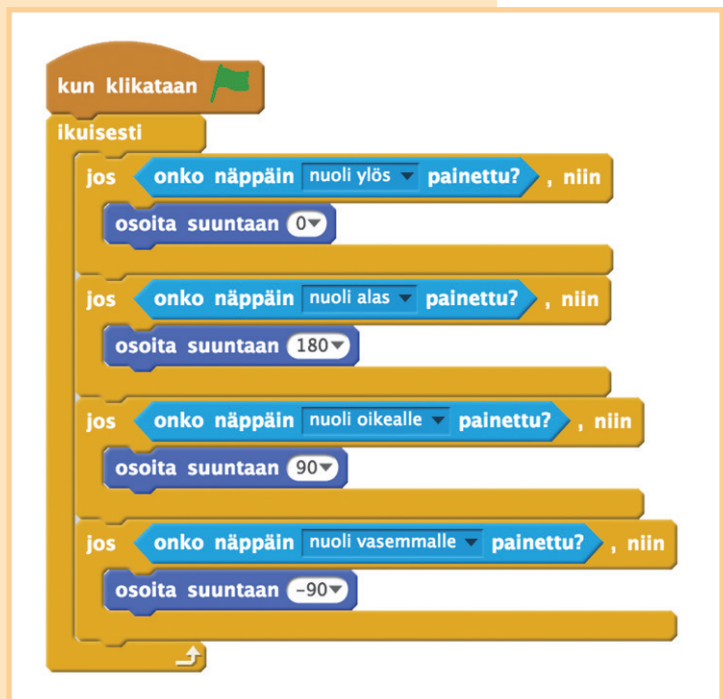 kun klikataan
ikuisesti
jos onko näppäin nuoli ylös painettu? , niin
osoita suuntaan 0
jos onko näppäin nuoli alas painettu? , niin
osoita suuntaan 180
jos onko näppäin nuoli oikealle painettu? , niin
osoita suuntaan 90
jos onko näppäin nuoli vasemmalle painettu? , niin
osoita suuntaan -90